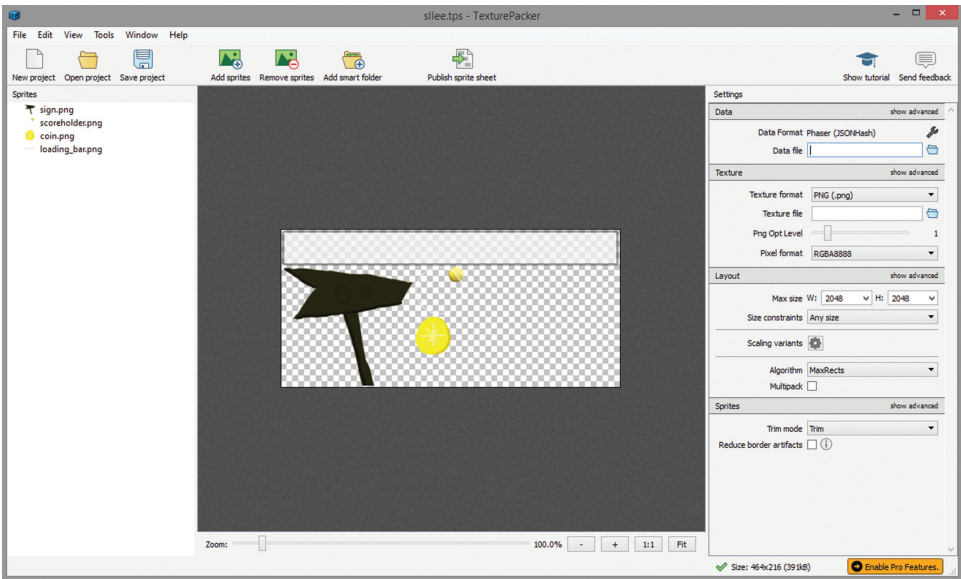 sllee.tps - TexturePacker
File Edit View Tools Window Help
New project Open project Save project Add sprites Remove sprites Add smart folder Publish sprite sheet Show tutorial Send feedback
Sprites
sign.png
scoreholder.png
coin.png
loading_bar.png
Zoom: 100.0% - + 1:1 Fit
Settings
Data show advanced
Data Format Phaser (JSONHash)
Data file
Texture show advanced
Texture format PNG (.png)
Texture file
Png Opt Level 1
Pixel format RGBA8888
Layout show advanced
Max size W: 2048 H: 2048
Size constraints Any size
Scaling variants
Algorithm MaxRects
Multipack
Sprites show advanced
Trim mode Trim
Reduce border artifacts
Size: 464x216 (391kB) Enable Pro Features.